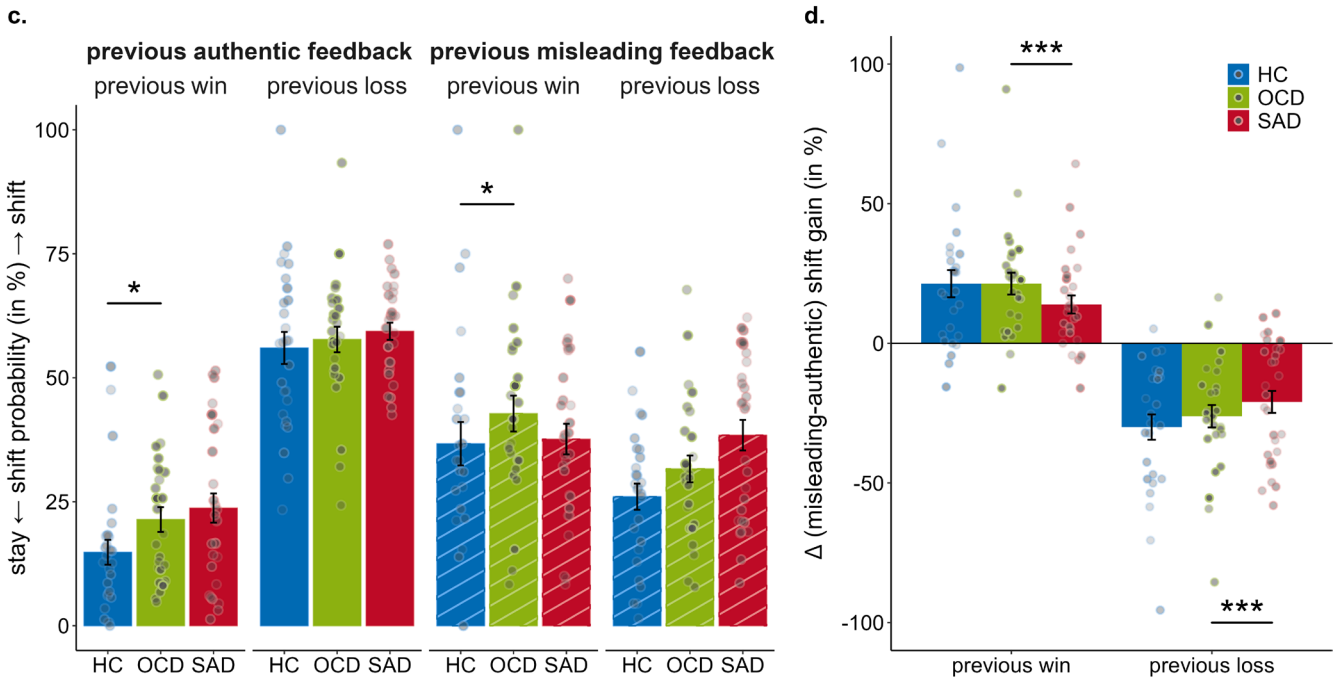 c.
previous authentic feedback previous misleading feedback
previous win previous loss previous win previous loss
stay ← shift probability (in %) → shift
100
75
50
25
0
*
*
HC OCD SAD HC OCD SAD HC OCD SAD HC OCD SAD
d.
Δ (misleading-authentic) shift gain (in %)
100
50
0
-50
-100
***
HC
OCD
SAD
***
previous win previous loss